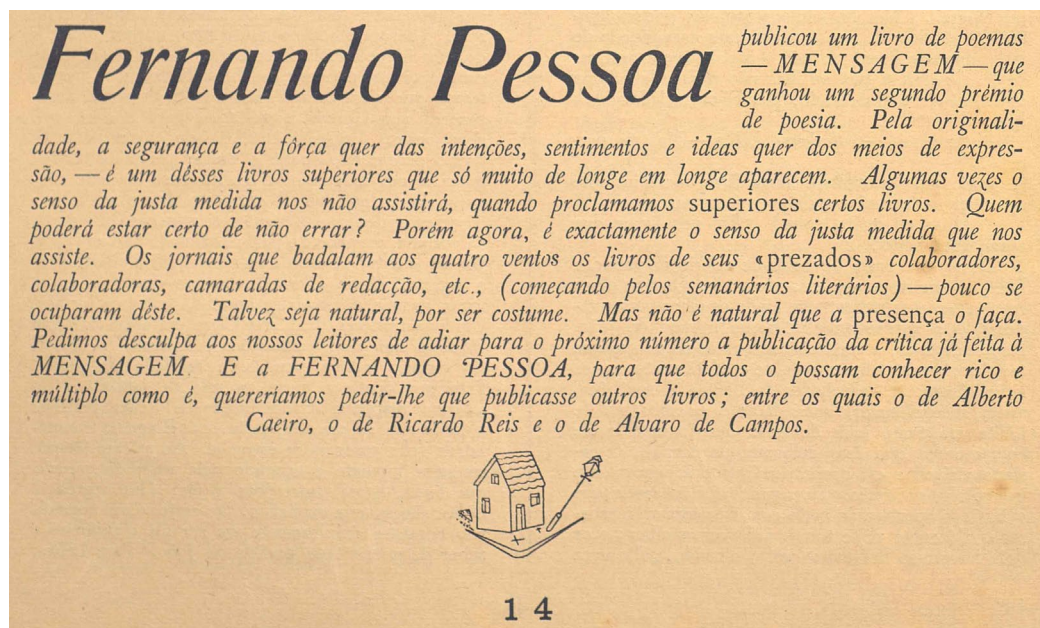 Fernando Pessoa publicou um livro de poemas
— MENSAGEM — que
ganhou um segundo prémio
de poesia. Pela originali-
dade, a segurança e a fôrça quer das intenções, sentimentos e ideas quer dos meios de expres-
são, — é um dêsses livros superiores que só muito de longe em longe aparecem. Algumas vezes o
senso da justa medida nos não assistirá, quando proclamamos superiores certos livros. Quem
poderá estar certo de não errar? Porém agora, é exactamente o senso da justa medida que nos
assiste. Os jornais que badalam aos quatro ventos os livros de seus «prezados» colaboradores,
colaboradoras, camaradas de redacção, etc., (começando pelos semanários literários) — pouco se
ocuparam dêste. Talvez seja natural, por ser costume. Mas não é natural que a presença o faça.
Pedimos desculpa aos nossos leitores de adiar para o próximo número a publicação da crítica já feita à
MENSAGEM E a FERNANDO PESSOA, para que todos o possam conhecer rico e
múltiplo como é, quereríamos pedir-lhe que publicasse outros livros; entre os quais o de Alberto
Caeiro, o de Ricardo Reis e o de Alvaro de Campos.
14